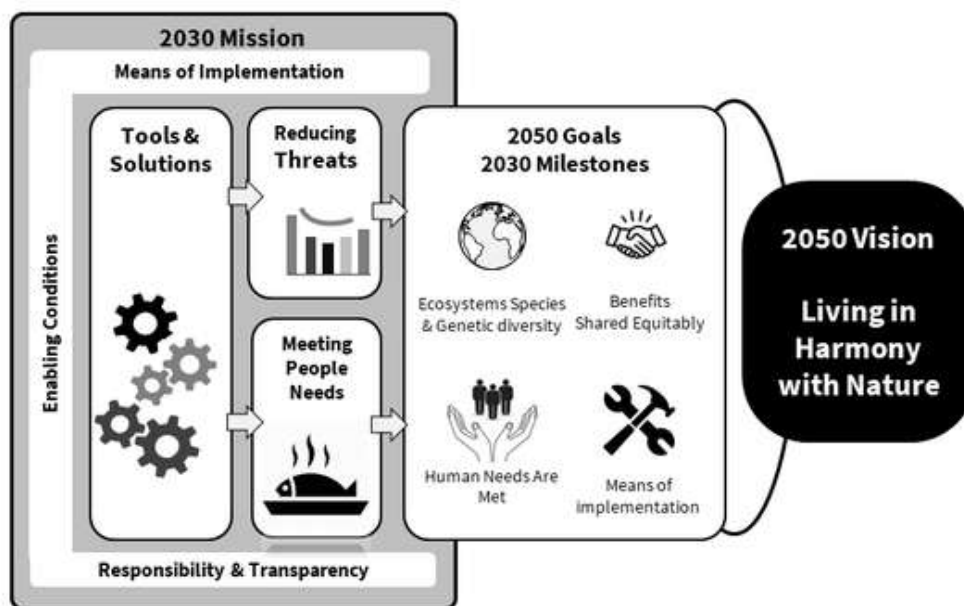 2030 Mission
Means of Implementation
Enabling Conditions
Tools &
Solutions
Reducing
Threats
Meeting
People
Needs
Responsibility & Transparency
2050 Goals
2030 Milestones
Ecosystems Species
& Genetic diversity
Benefits
Shared Equitably
Human Needs Are
Met
Means of
implementation
2050 Vision
Living in
Harmony
with Nature